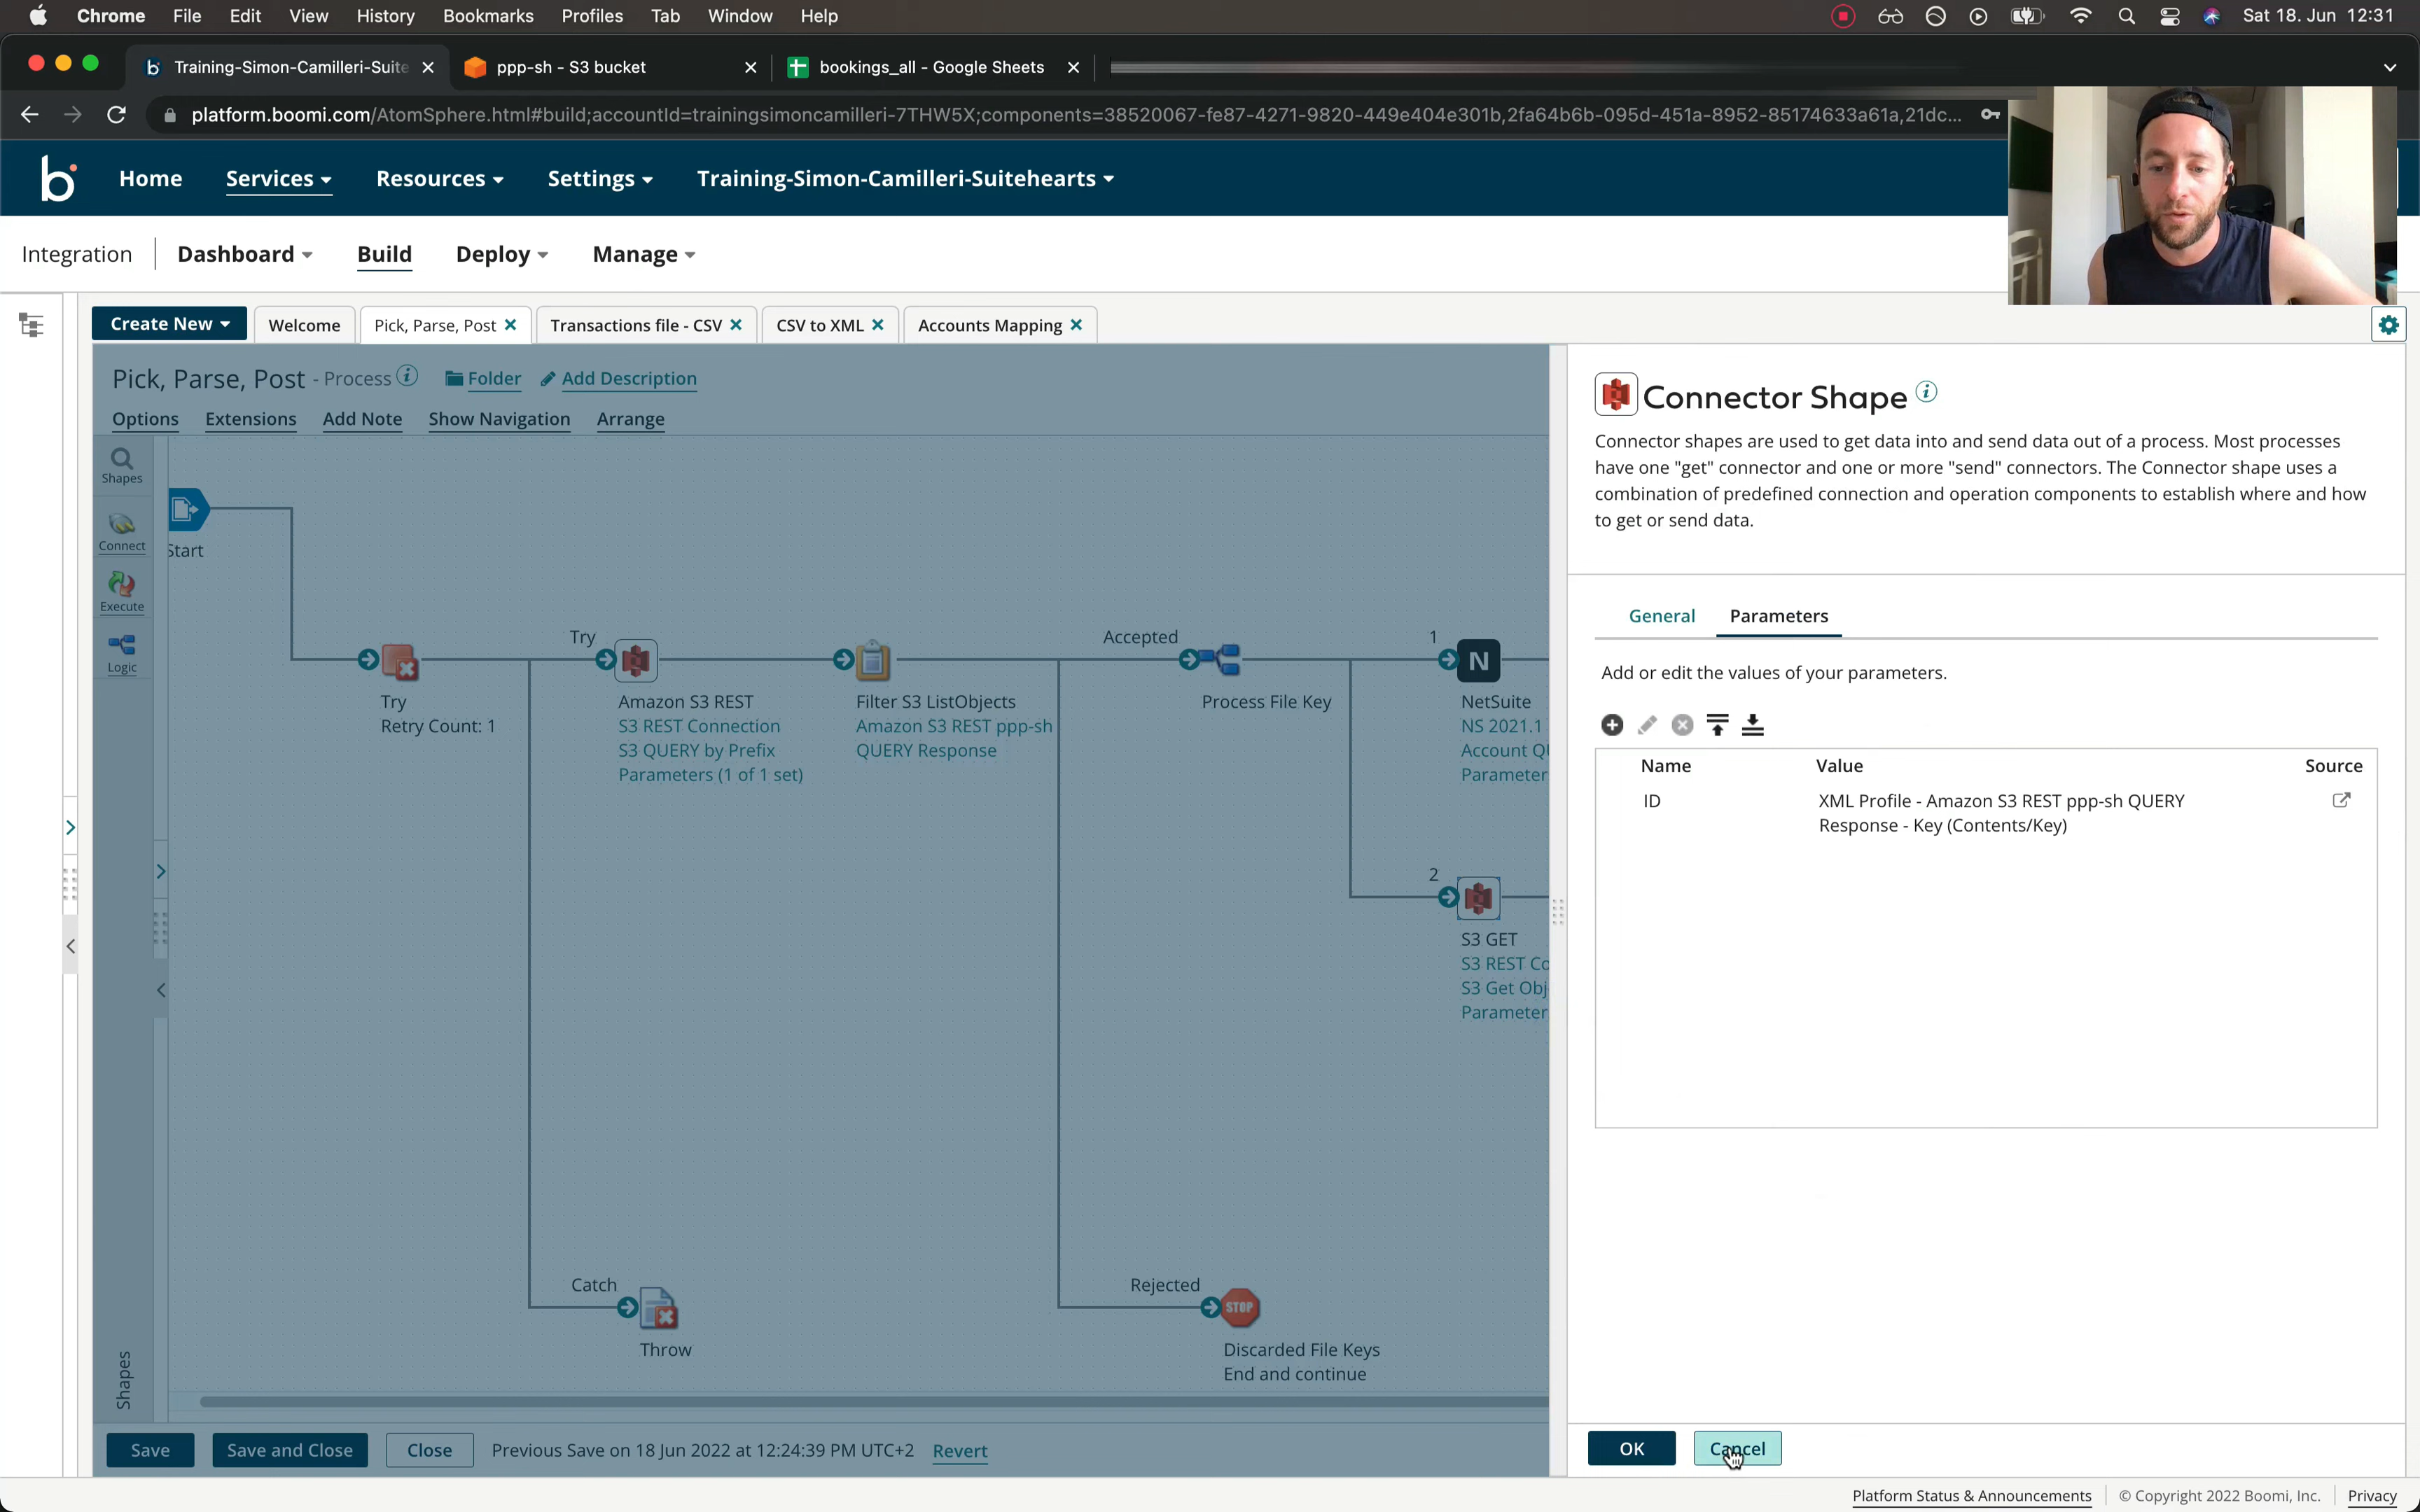 Chrome File Edit View History Bookmarks Profiles Tab Window Help Sat 18. Jun 12:31
Training-Simon-Camilleri-Suite ppp-sh - S3 bucket bookings_all - Google Sheets
platform.boomi.com/AtomSphere.html#build;accountId=trainingsimoncamilleri-7THW5X;components=38520067-fe87-4271-9820-449e404e301b,2fa64b6b-095d-451a-8952-85174633a61a,21dc...
b Home Services Resources Settings Training-Simon-Camilleri-Suitehearts
Integration Dashboard Build Deploy Manage
Create New Welcome Pick, Parse, Post Transactions file - CSV CSV to XML Accounts Mapping
Pick, Parse, Post - Process Folder Add Description
Options Extensions Add Note Show Navigation Arrange
Shapes
Connect
Execute
Logic
Shapes
Start
Try
Retry Count: 1
Try
Amazon S3 REST
S3 REST Connection
S3 QUERY by Prefix
Parameters (1 of 1 set)
Filter S3 ListObjects
Amazon S3 REST ppp-sh
QUERY Response
Accepted
Process File Key
1
N
NetSuite
NS 2021.1
Account QU
Parameter
2
S3 GET
S3 REST Co
S3 Get Obj
Parameter
Catch
Throw
Rejected
STOP
Discarded File Keys
End and continue
Save Save and Close Close Previous Save on 18 Jun 2022 at 12:24:39 PM UTC+2 Revert
Connector Shape
Connector shapes are used to get data into and send data out of a process. Most processes
have one "get" connector and one or more "send" connectors. The Connector shape uses a
combination of predefined connection and operation components to establish where and how
to get or send data.
General Parameters
Add or edit the values of your parameters.
Name Value Source
ID XML Profile - Amazon S3 REST ppp-sh QUERY
Response - Key (Contents/Key)
OK Cancel
Platform Status & Announcements © Copyright 2022 Boomi, Inc. Privacy